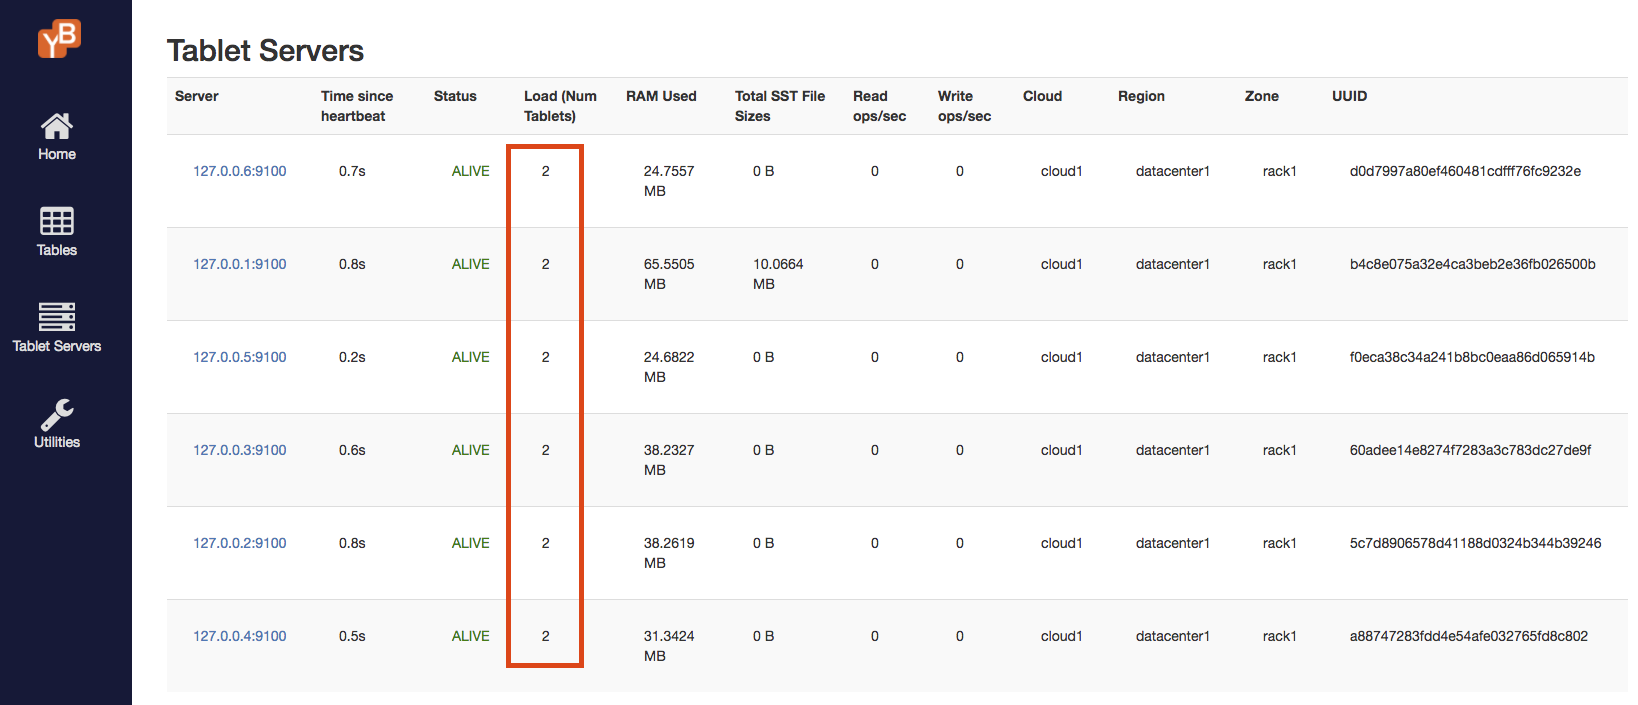 YB
Home
Tables
Tablet Servers
Utilities
Tablet Servers
Server Time since heartbeat Status Load (Num Tablets) RAM Used Total SST File Sizes Read ops/sec Write ops/sec Cloud Region Zone UUID
127.0.0.6:9100 0.7s ALIVE 2 24.7557 MB 0 B 0 0 cloud1 datacenter1 rack1 d0d7997a80ef460481cdfff76fc9232e
127.0.0.1:9100 0.8s ALIVE 2 65.5505 MB 10.0664 MB 0 0 cloud1 datacenter1 rack1 b4c8e075a32e4ca3beb2e36fb026500b
127.0.0.5:9100 0.2s ALIVE 2 24.6822 MB 0 B 0 0 cloud1 datacenter1 rack1 f0eca38c34a241b8bc0eaa86d065914b
127.0.0.3:9100 0.6s ALIVE 2 38.2327 MB 0 B 0 0 cloud1 datacenter1 rack1 60adee14e8274f7283a3c783dc27de9f
127.0.0.2:9100 0.8s ALIVE 2 38.2619 MB 0 B 0 0 cloud1 datacenter1 rack1 5c7d8906578d41188d0324b344b39246
127.0.0.4:9100 0.5s ALIVE 2 31.3424 MB 0 B 0 0 cloud1 datacenter1 rack1 a88747283fdd4e54afe032765fd8c802